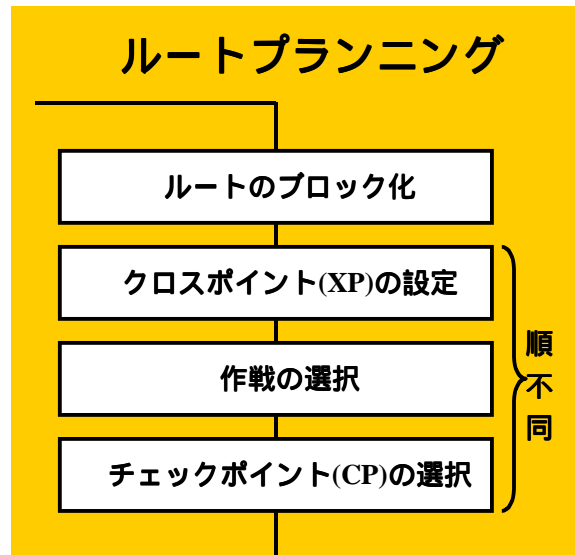 ルートプランニング
ルートのブロック化
クロスポイント(XP)の設定
作戦の選択
チェックポイント(CP)の選択
順不同